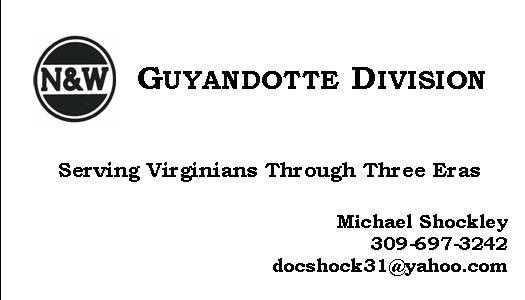 N&W
GUYANDOTTE DIVISION
Serving Virginians Through Three Eras
Michael Shockley
309-697-3242
docshock31@yahoo.com